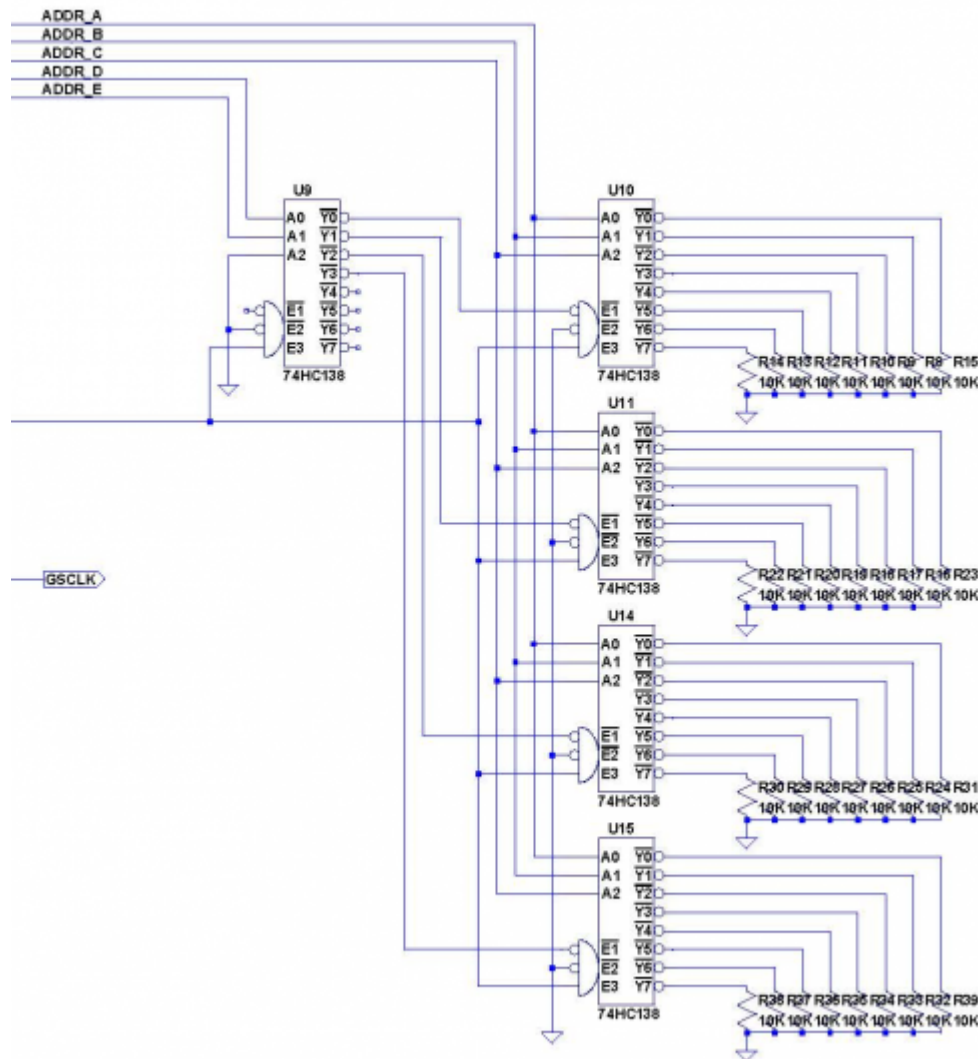 ADDR_A
ADDR_B
ADDR_C
ADDR_D
ADDR_E
U9
A0 Y0
A1 Y1
A2 Y2
Y3
Y4
E1 Y5
E2 Y6
E3 Y7
74HC138
U10
A0 Y0
A1 Y1
A2 Y2
Y3
Y4
E1 Y5
E2 Y6
E3 Y7
74HC138
R14 R13 R12 R11 R10 R9 R8 R15
10K 10K 10K 10K 10K 10K 10K 10K
U11
A0 Y0
A1 Y1
A2 Y2
Y3
Y4
E1 Y5
E2 Y6
E3 Y7
74HC138
GSCLK
R22 R21 R20 R19 R17 R16 R23
10K 10K 10K 10K 10K 10K 10K 10K
U14
A0 Y0
A1 Y1
A2 Y2
Y3
Y4
E1 Y5
E2 Y6
E3 Y7
74HC138
R30 R29 R28 R27 R26 R25 R24 R31
10K 10K 10K 10K 10K 10K 10K 10K
U15
A0 Y0
A1 Y1
A2 Y2
Y3
Y4
E1 Y5
E2 Y6
E3 Y7
74HC138
R37 R35 R34 R33 R32 R39
10K 10K 10K 10K 10K 10K 10K 10K